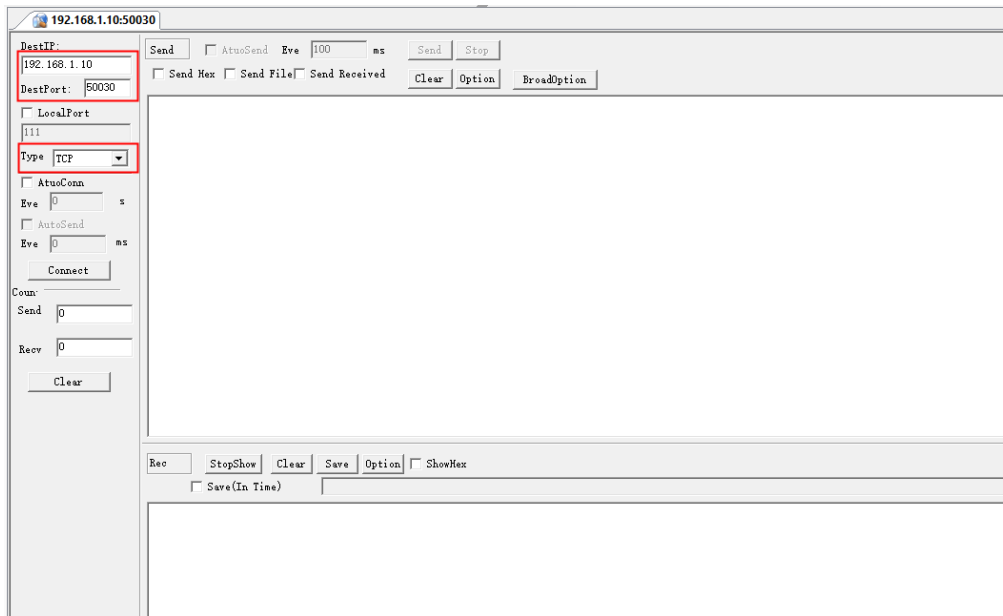 192.168.1.10:50030
DestIP:
192.168.1.10
DestPort: 50030
LocalPort
111
Type TCP
AtuoConn
Eve 0 s
AutoSend
Eve 0 ms
Connect
Coun
Send 0
Recv 0
Clear
Send AtuoSend Eve 100 ms Send Stop
Send Hex Send File Send Received Clear Option BroadOption
Rec StopShow Clear Save Option ShowHex
Save(In Time)